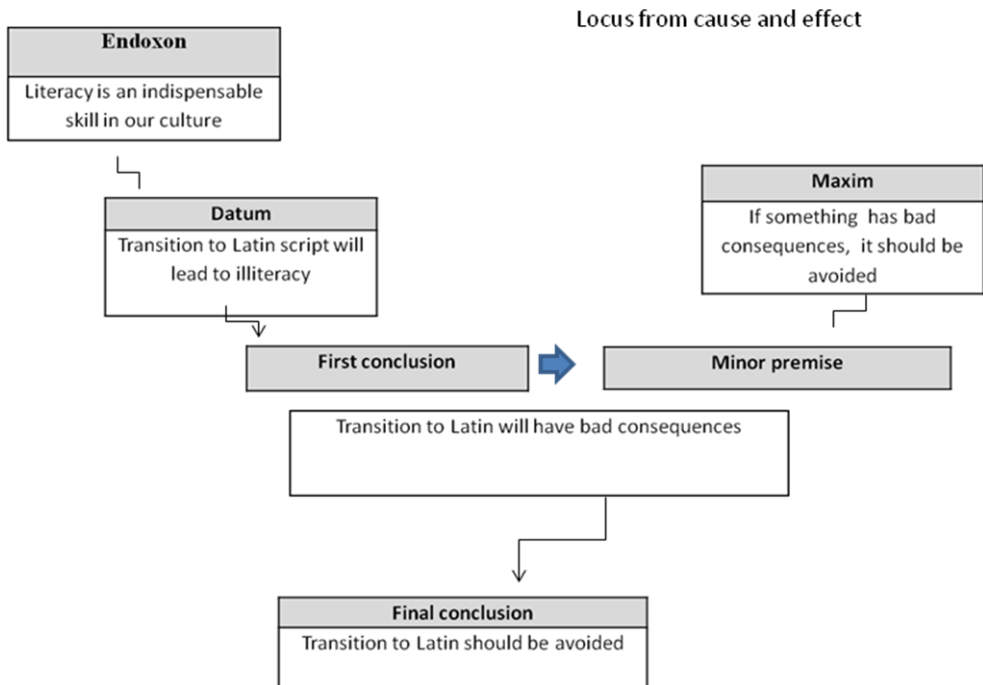 Locus from cause and effect
Endoxon
Literacy is an indispensable
skill in our culture
Datum
Transition to Latin script will
lead to illiteracy
Maxim
If something has bad
consequences, it should be
avoided
First conclusion
Minor premise
Transition to Latin will have bad consequences
Final conclusion
Transition to Latin should be avoided